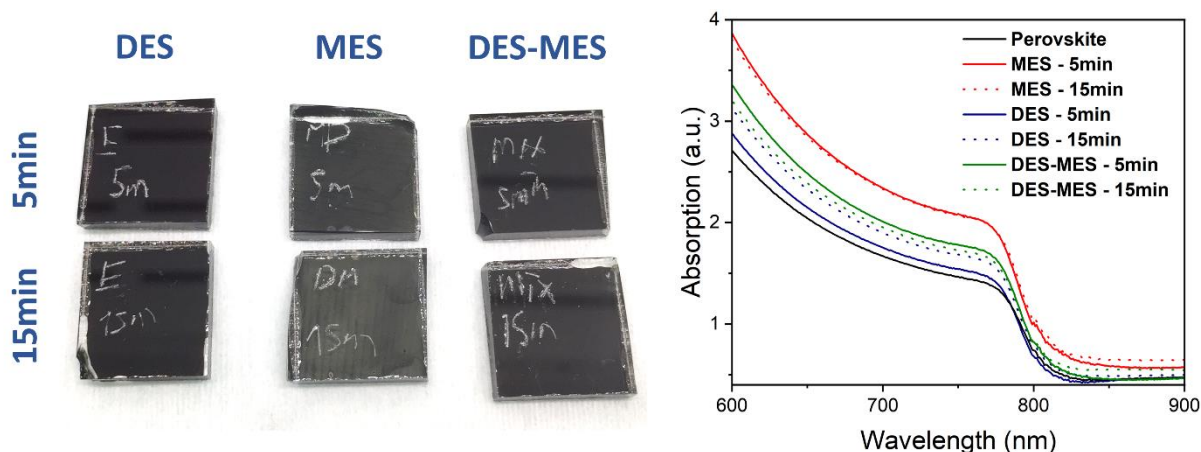 DES
MES
DES-MES
5min
E
5m
MP
5m
mix
5min
15min
E
15m
DM
15m
mix
15m
4
3
2
1
600
700
800
900
Absorption (a.u.)
Wavelength (nm)
Perovskite
MES - 5min
MES - 15min
DES - 5min
DES - 15min
DES-MES - 5min
DES-MES - 15min